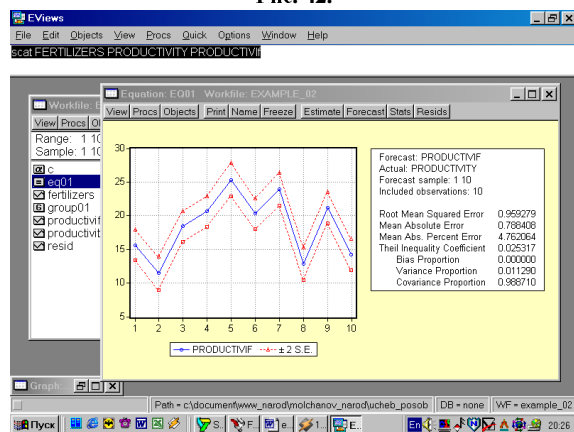 EViews
File Edit Objects View Procs Quick Options Window Help
scat FERTILIZERS PRODUCTIVITY PRODUCTIVIf
Equation: EQ01 Workfile: EXAMPLE_02
Workfile: E
View Procs Objects Print Name Freeze Estimate Forecast Stats Resids
View Procs Ob
Range: 1 10
Sample: 1 10
c
eq01
fertilizers
group01
productivif
productivit
resid
30
25
20
15
10
5
1 2 3 4 5 6 7 8 9 10
PRODUCTIVIF ± 2 S.E.
Forecast: PRODUCTIVIF
Actual: PRODUCTIVITY
Forecast sample: 1 10
Included observations: 10
Root Mean Squared Error 0.959279
Mean Absolute Error 0.788408
Mean Abs. Percent Error 4.762064
Theil Inequality Coefficient 0.025317
Bias Proportion 0.000000
Variance Proportion 0.011290
Covariance Proportion 0.988710
Graph:
Path = c:\document\www_narod\molchanov_narod\ucheb_posob DB = none WF = example_02
Пуск S.. F.. e.. 1.. E.. En 20:26